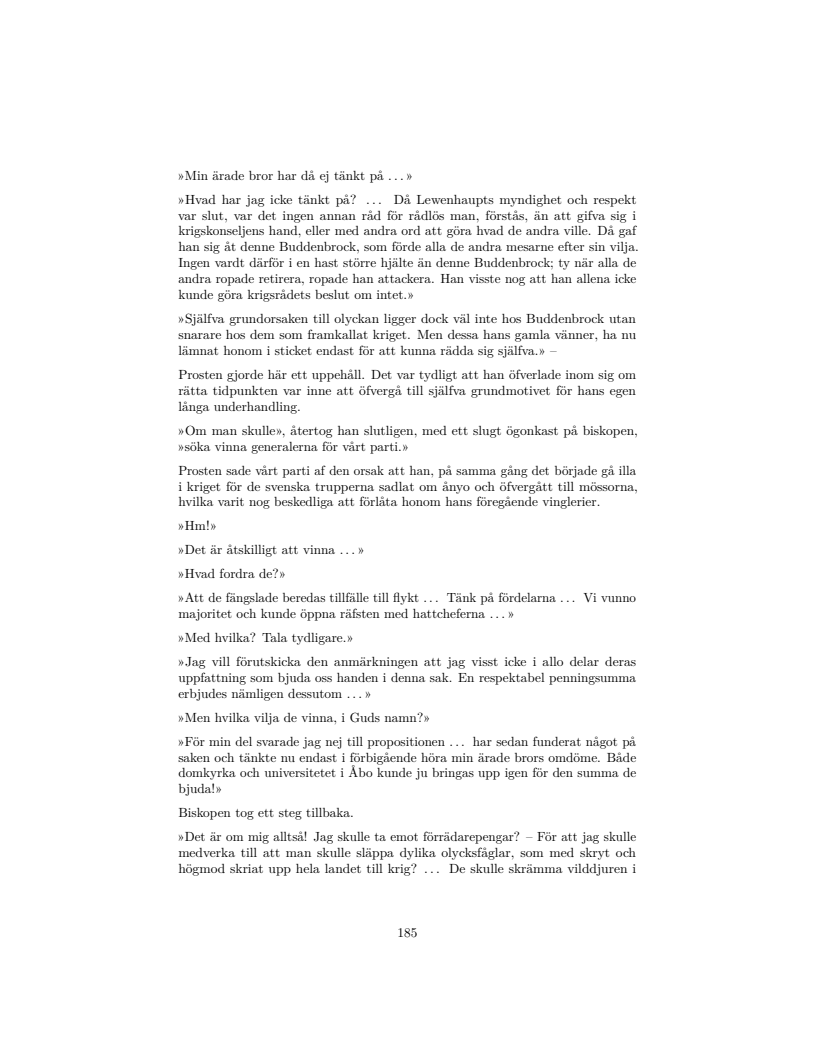 »Min ärade bror har då ej tänkt på ... »
»Hvad har jag icke tänkt på? ... Då Lewenhaupts myndighet och respekt
var slut, var det ingen annan råd för rådlös man, förstås, än att gifva sig i
krigskonseljens hand, eller med andra ord att göra hvad de andra ville. Då gaf
han sig åt denne Buddenbrock, som förde alla de andra mesarne efter sin vilja.
Ingen vardt därför i en hast större hjälte än denne Buddenbrock; ty när alla de
andra ropade retirera, ropade han attackera. Han visste nog att han allena icke
kunde göra krigsrådets beslut om intet.»
»Själfva grundorsaken till olyckan ligger dock väl inte hos Buddenbrock utan
snarare hos dem som framkallat kriget. Men dessa hans gamla vänner, ha nu
lämnat honom i sticket endast för att kunna rädda sig själfva.» –
Prosten gjorde här ett uppehåll. Det var tydligt att han öfverlade inom sig om
rätta tidpunkten var inne att öfvergå till själfva grundmotivet för hans egen
långa underhandling.
»Om man skulle», återtog han slutligen, med ett slugt ögonkast på biskopen,
»söka vinna generalerna för vårt parti.»
Prosten sade vårt parti af den orsak att han, på samma gång det började gå illa
i kriget för de svenska trupperna sadlat om ånyo och öfvergått till mössorna,
hvilka varit nog beskedliga att förlåta honom hans föregående vinglerier.
»Hm!»
»Det är åtskilligt att vinna ... »
»Hvad fordra de?»
»Att de fängslade beredas tillfälle till flykt ... Tänk på fördelarna ... Vi vunno
majoritet och kunde öppna räfsten med hattcheferna ... »
»Med hvilka? Tala tydligare.»
»Jag vill förutskicka den anmärkningen att jag visst icke i allo delar deras
uppfattning som bjuda oss handen i denna sak. En respektabel penningsumma
erbjudes nämligen dessutom ... »
»Men hvilka vilja de vinna, i Guds namn?»
»För min del svarade jag nej till propositionen ... har sedan funderat något på
saken och tänkte nu endast i förbigående höra min ärade brors omdöme. Både
domkyrka och universitetet i Åbo kunde ju bringas upp igen för den summa de
bjuda!»
Biskopen tog ett steg tillbaka.
»Det är om mig alltså! Jag skulle ta emot förrädarepengar? – För att jag skulle
medverka till att man skulle släppa dylika olycksfåglar, som med skryt och
högmod skriat upp hela landet till krig? ... De skulle skrämma vilddjuren i
185